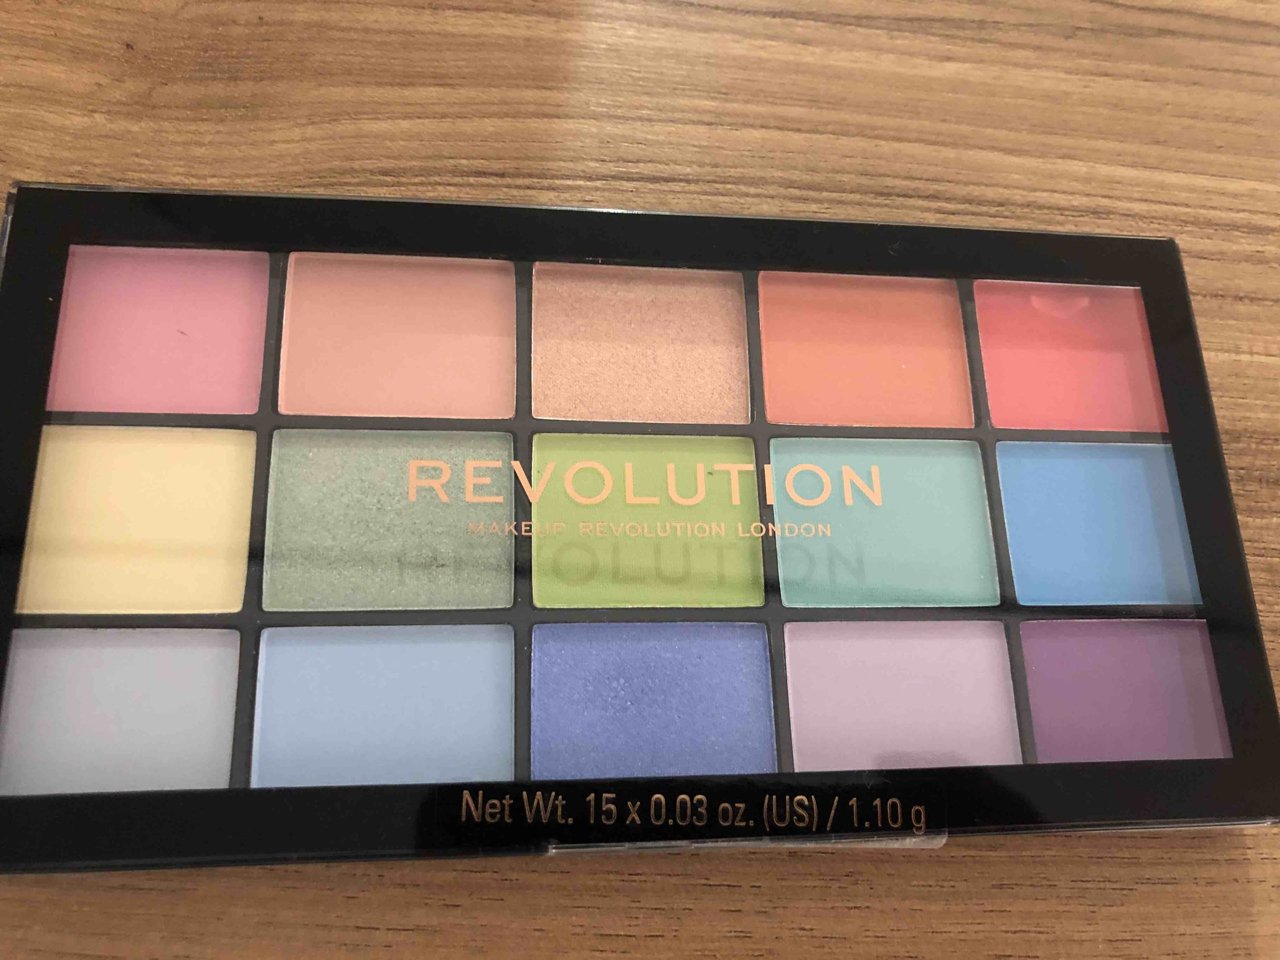 REVOLUTION
MAKEUP REVOLUTION LONDON
Net Wt. 15 x 0.03 oz. (US) / 1.10 g